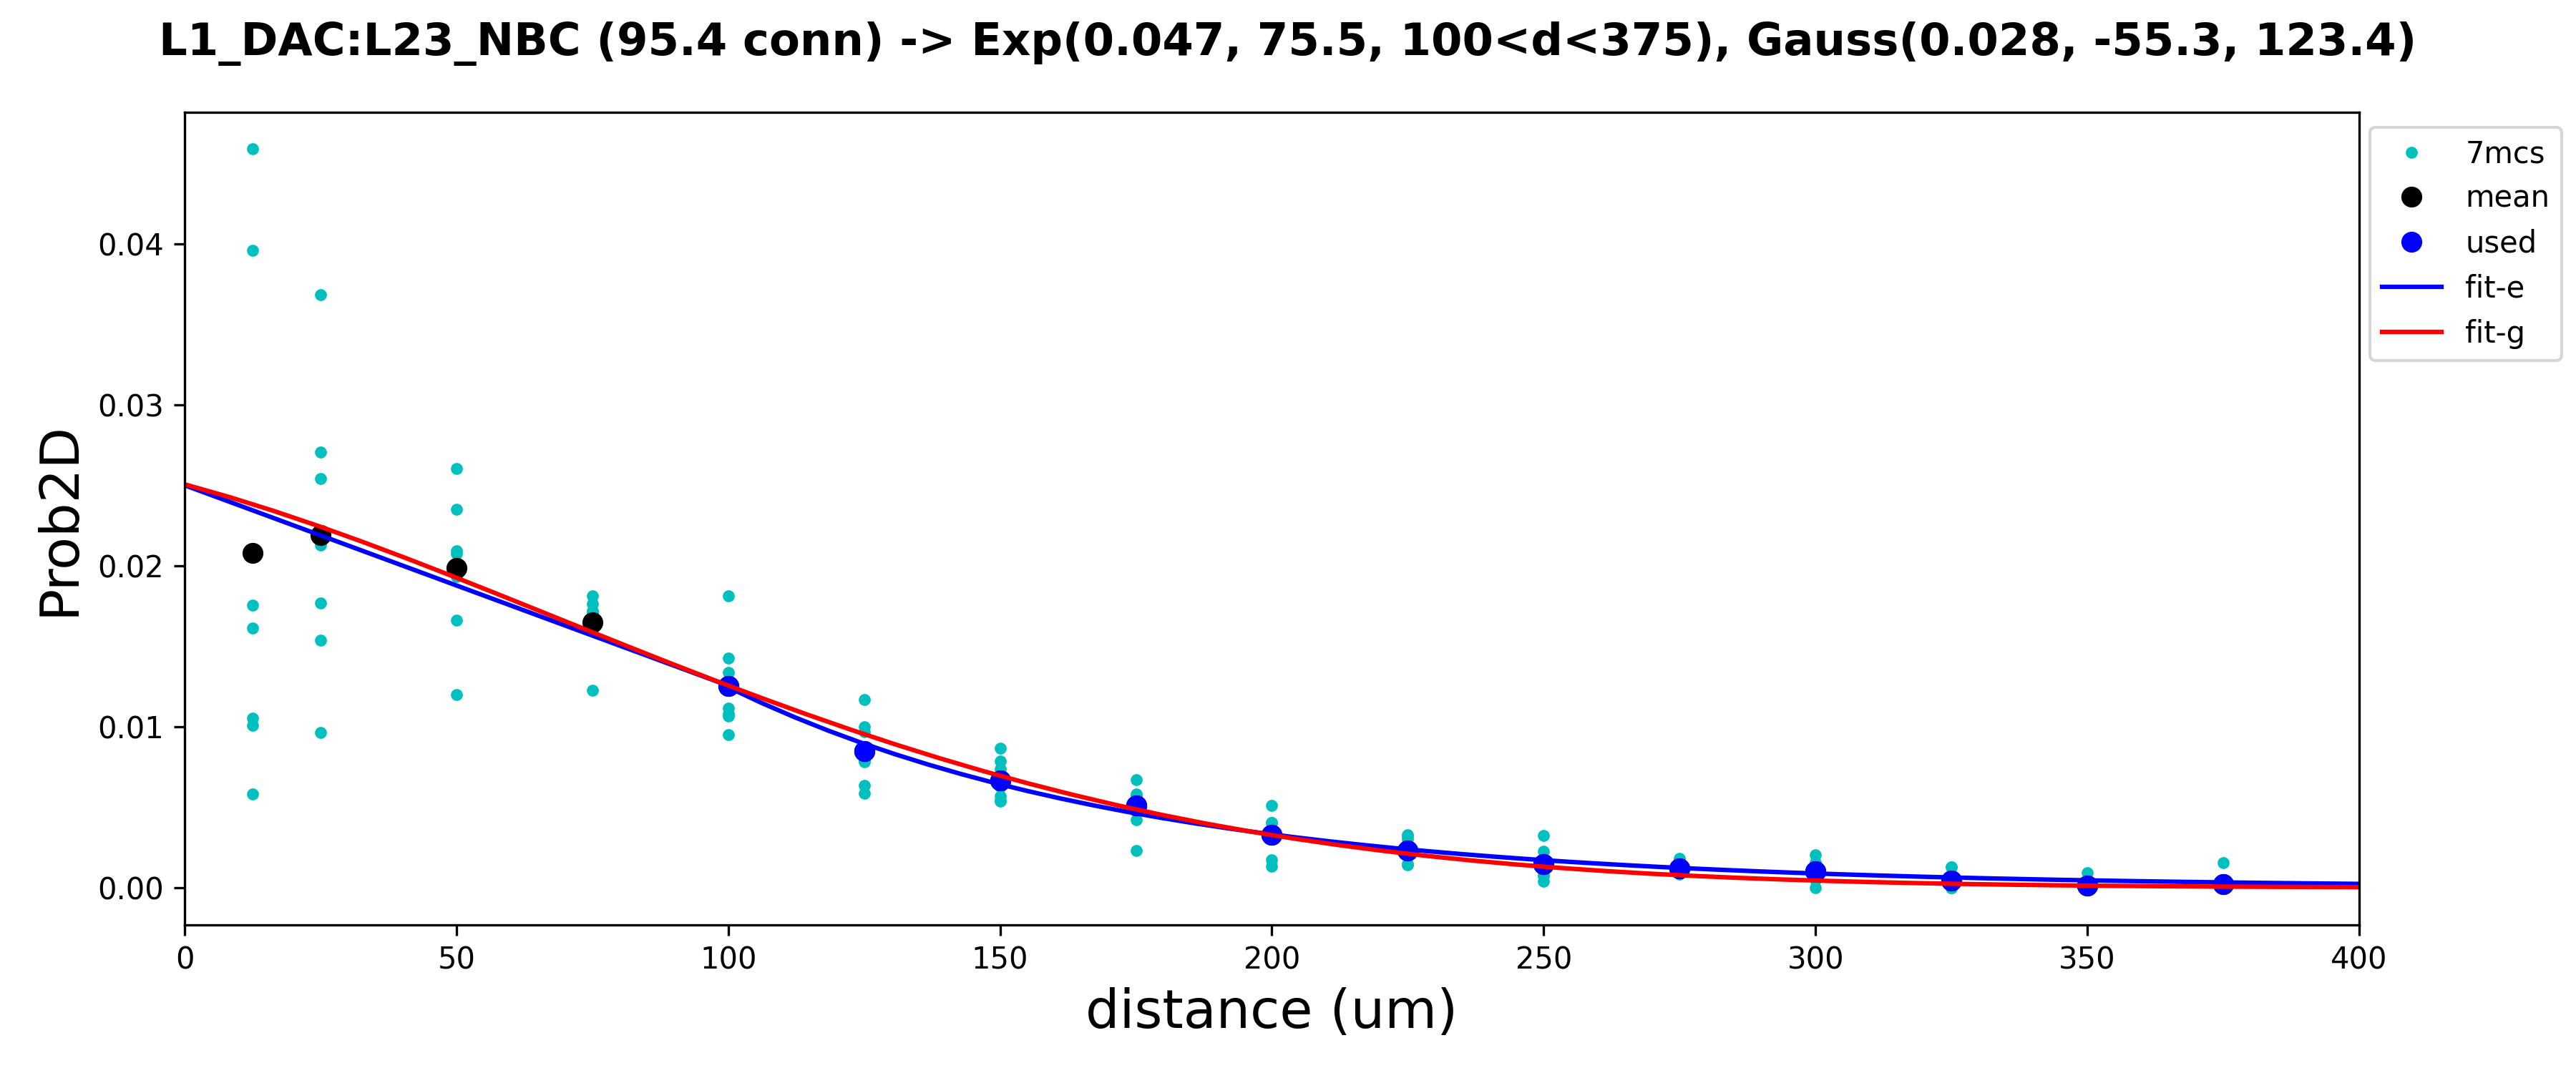 L1_DAC:L23_NBC (95.4 conn) -> Exp(0.047, 75.5, 100<d<375), Gauss(0.028, -55.3, 123.4)
7mcs
mean
used
fit-e
fit-g
Prob2D
0.04
0.03
0.02
0.01
0.00
0 50 100 150 200 250 300 350 400
distance (um)